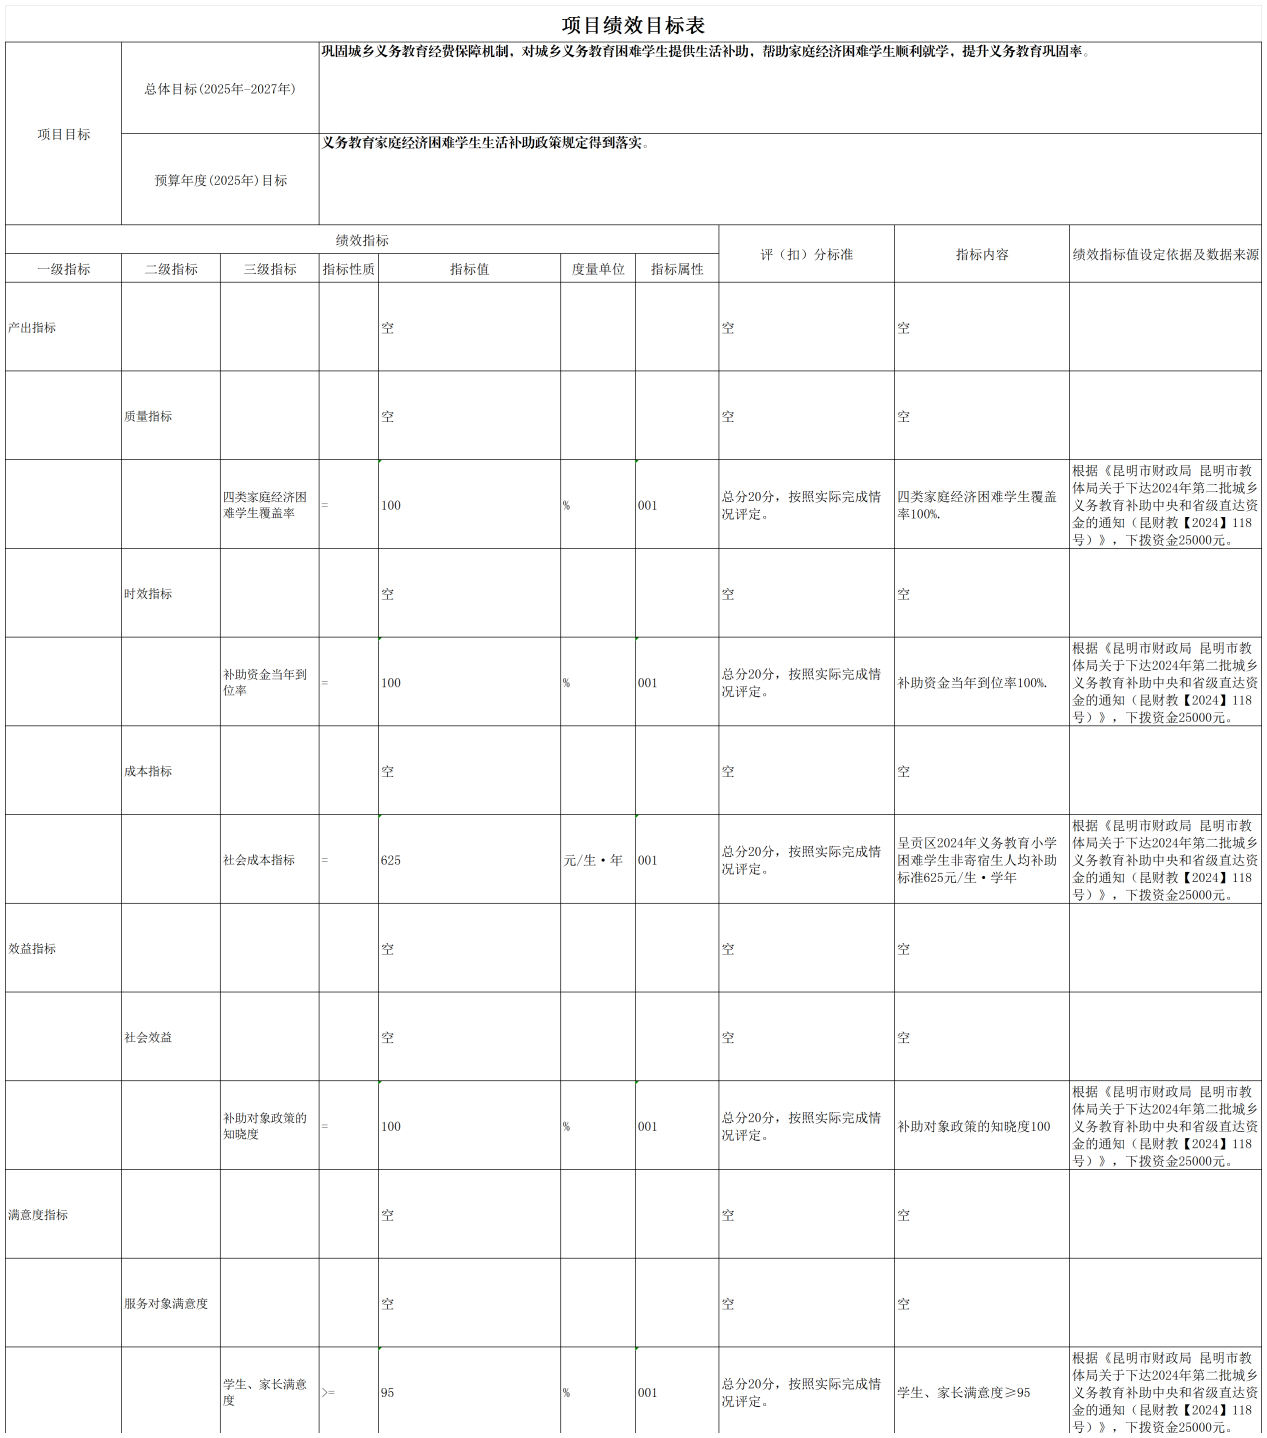 项目绩效目标表
项目目标
总体目标(2025年-2027年)
巩固城乡义务教育经费保障机制，对城乡义务教育困难学生提供生活补助，帮助家庭经济困难学生顺利就学，提升义务教育巩固率。
预算年度(2025年)目标
义务教育家庭经济困难学生生活补助政策规定得到落实。
绩效指标
评（扣）分标准
指标内容
绩效指标值设定依据及数据来源
一级指标
二级指标
三级指标
指标性质
指标值
度量单位
指标属性
产出指标
空
空
空
质量指标
空
空
空
四类家庭经济困
难学生覆盖率
=
100
%
001
总分20分，按照实际完成情
况评定。
四类家庭经济困难学生覆盖
率100%.
根据《昆明市财政局 昆明市教
体局关于下达2024年第二批城乡
义务教育补助中央和省级直达资
金的通知（昆财教【2024】118
号）》，下拨资金25000元。
时效指标
空
空
空
补助资金当年到
位率
=
100
%
001
总分20分，按照实际完成情
况评定。
补助资金当年到位率100%.
根据《昆明市财政局 昆明市教
体局关于下达2024年第二批城乡
义务教育补助中央和省级直达资
金的通知（昆财教【2024】118
号）》，下拨资金25000元。
成本指标
空
空
空
社会成本指标
=
625
元/生·年
001
总分20分，按照实际完成情
况评定。
呈贡区2024年义务教育小学
困难学生非寄宿生人均补助
标准625元/生·学年
根据《昆明市财政局 昆明市教
体局关于下达2024年第二批城乡
义务教育补助中央和省级直达资
金的通知（昆财教【2024】118
号）》，下拨资金25000元。
效益指标
空
空
空
社会效益
空
空
空
补助对象政策的
知晓度
=
100
%
001
总分20分，按照实际完成情
况评定。
补助对象政策的知晓度100
根据《昆明市财政局 昆明市教
体局关于下达2024年第二批城乡
义务教育补助中央和省级直达资
金的通知（昆财教【2024】118
号）》，下拨资金25000元。
满意度指标
空
空
空
服务对象满意度
空
空
空
学生、家长满意
度
>=
95
%
001
总分20分，按照实际完成情
况评定。
学生、家长满意度≥95
根据《昆明市财政局 昆明市教
体局关于下达2024年第二批城乡
义务教育补助中央和省级直达资
金的通知（昆财教【2024】118
号）》，下拨资金25000元。